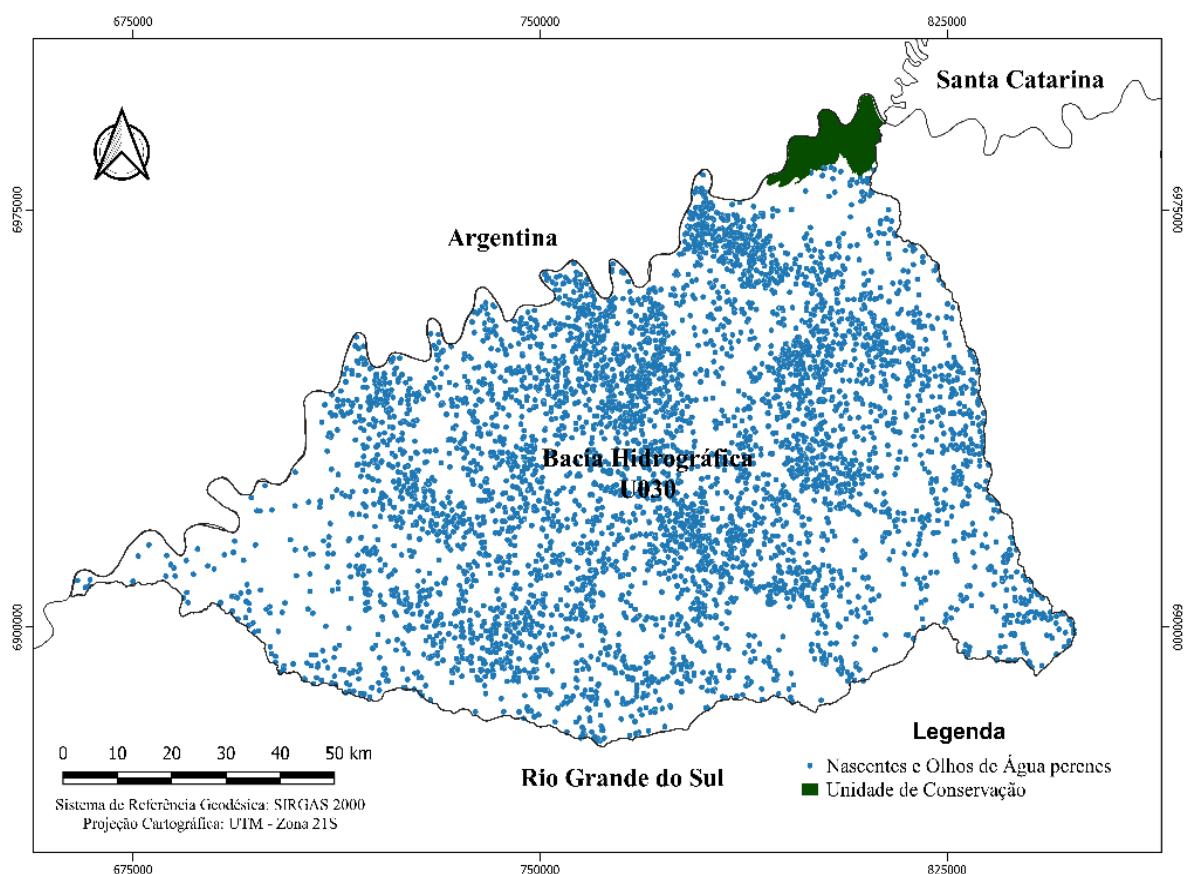 675000
750000
825000
Santa Catarina
6975000
6975000
Argentina
Bacia Hidrográfica
U030
6900000
6900000
Legenda
0 10 20 30 40 50 km
Nascentes e Olhos de Água perenes
Rio Grande do Sul
Unidade de Conservação
Sistema de Referência Geodésica: SIRGAS 2000
Projeção Cartográfica: UTM - Zona 21S
675000
750000
825000